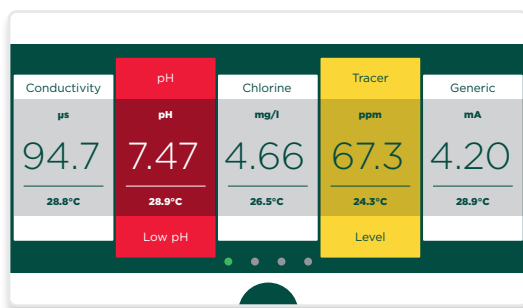 Conductivity
µs
94.7
28.8°C
pH
pH
7.47
28.9°C
Low pH
Chlorine
mg/l
4.66
26.5°C
Tracer
ppm
67.3
24.3°C
Level
Generic
mA
4.20
28.9°C